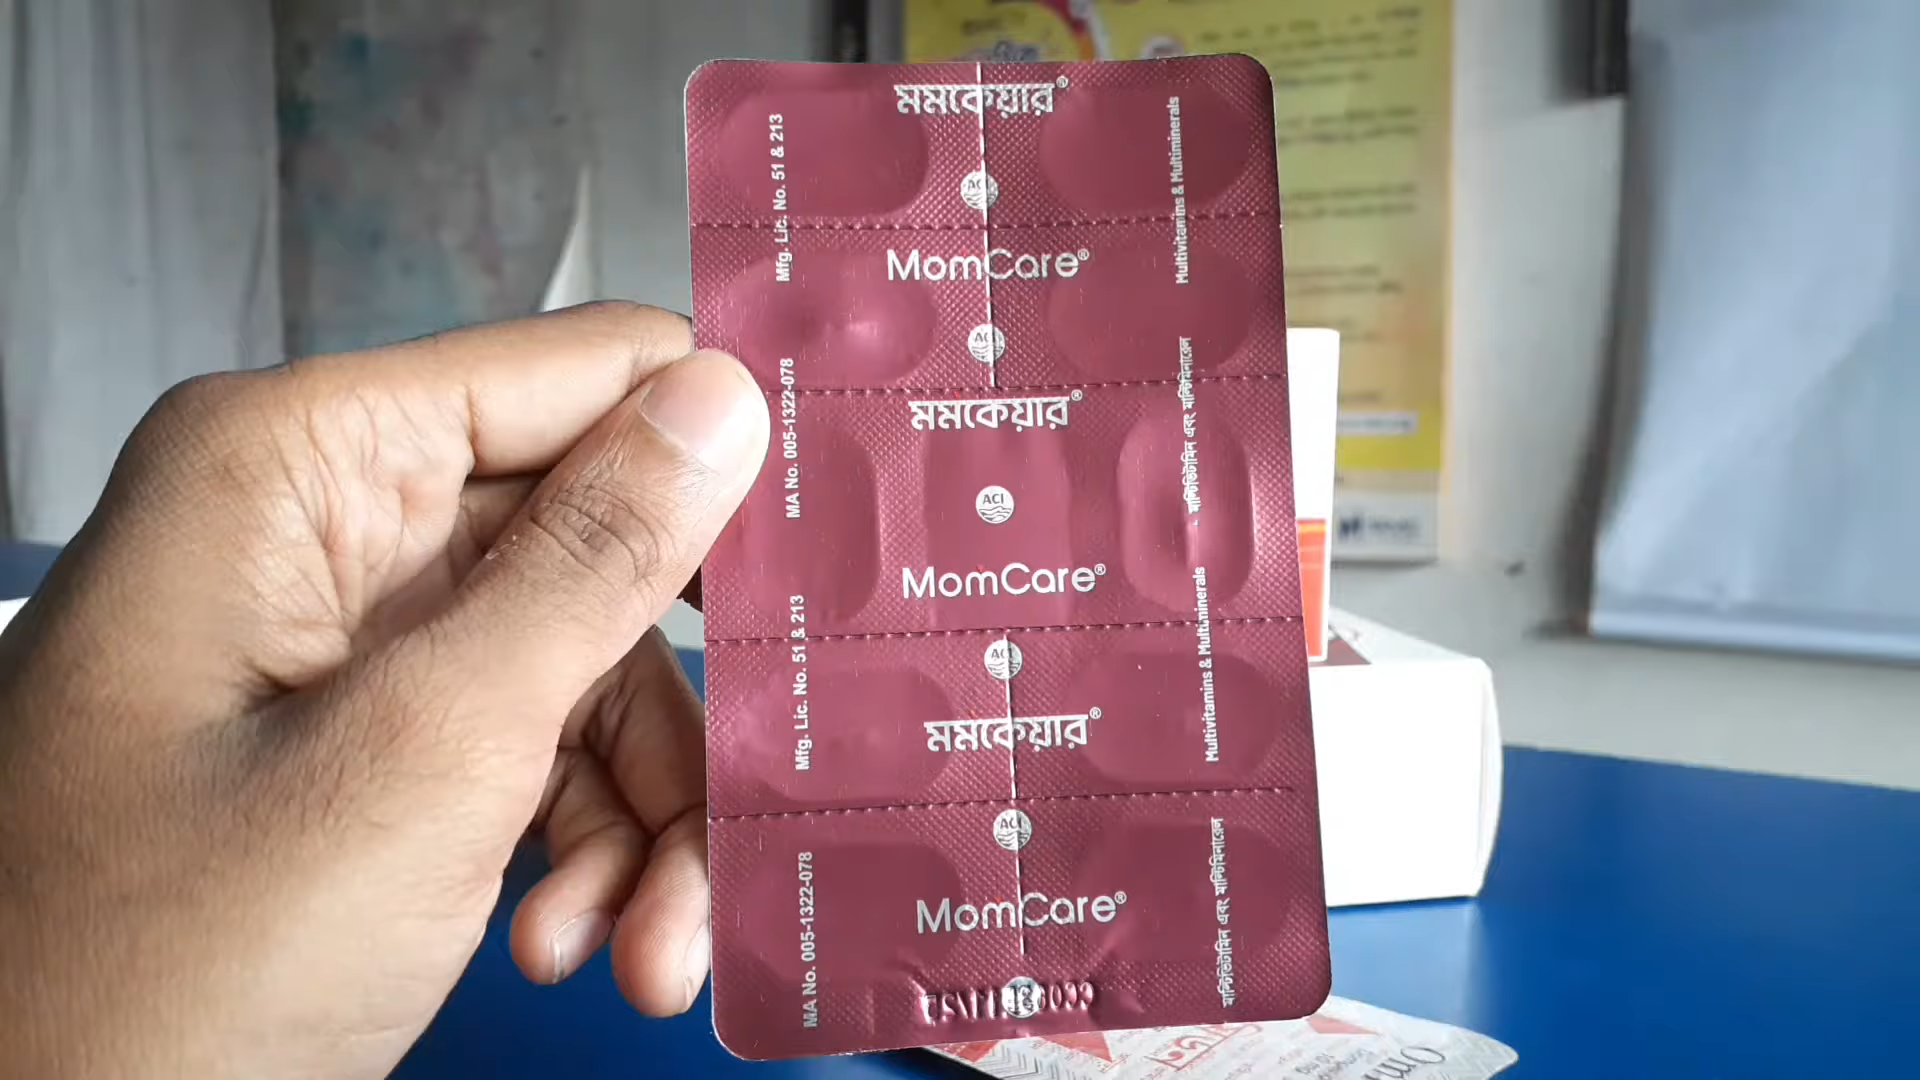 মমকেয়ার®
Mfg. Lic. No. 51 & 213
Multivitamins & Multiminerals
ACI
MomCare®
ACI
MA No. 005-1322-078
মাল্টিভিটামিন এবং মাল্টিমিনারেল
মমকেয়ার®
ACI
MomCare®
Mfg. Lic. No. 51 & 213
Multivitamins & Multiminerals
ACI
মমকেয়ার®
ACI
MA No. 005-1322-078
মাল্টিভিটামিন এবং মাল্টিমিনারেল
MomCare®